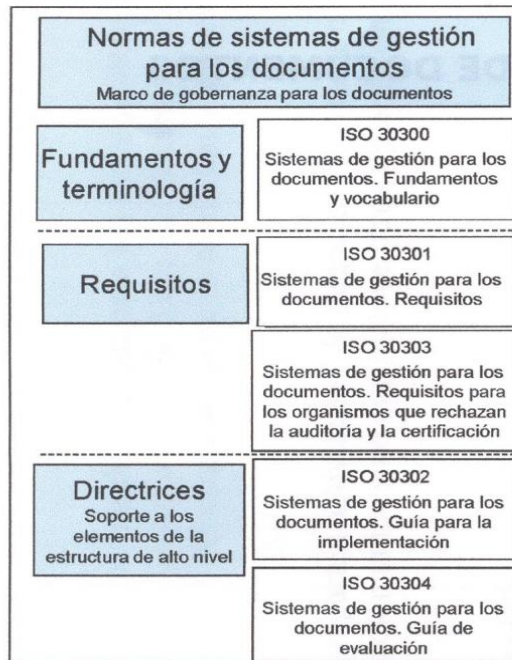 Normas de sistemas de gestión
para los documentos
Marco de gobernanza para los documentos
Fundamentos y
terminología
ISO 30300
Sistemas de gestión para los
documentos. Fundamentos
y vocabulario
Requisitos
ISO 30301
Sistemas de gestión para los
documentos. Requisitos
ISO 30303
Sistemas de gestión para los
documentos. Requisitos para
los organismos que rechazan
la auditoría y la certificación
Directrices
Soporte a los
elementos de la
estructura de alto nivel
ISO 30302
Sistemas de gestión para los
documentos. Guía para la
implementación
ISO 30304
Sistemas de gestión para los
documentos. Guía de
evaluación